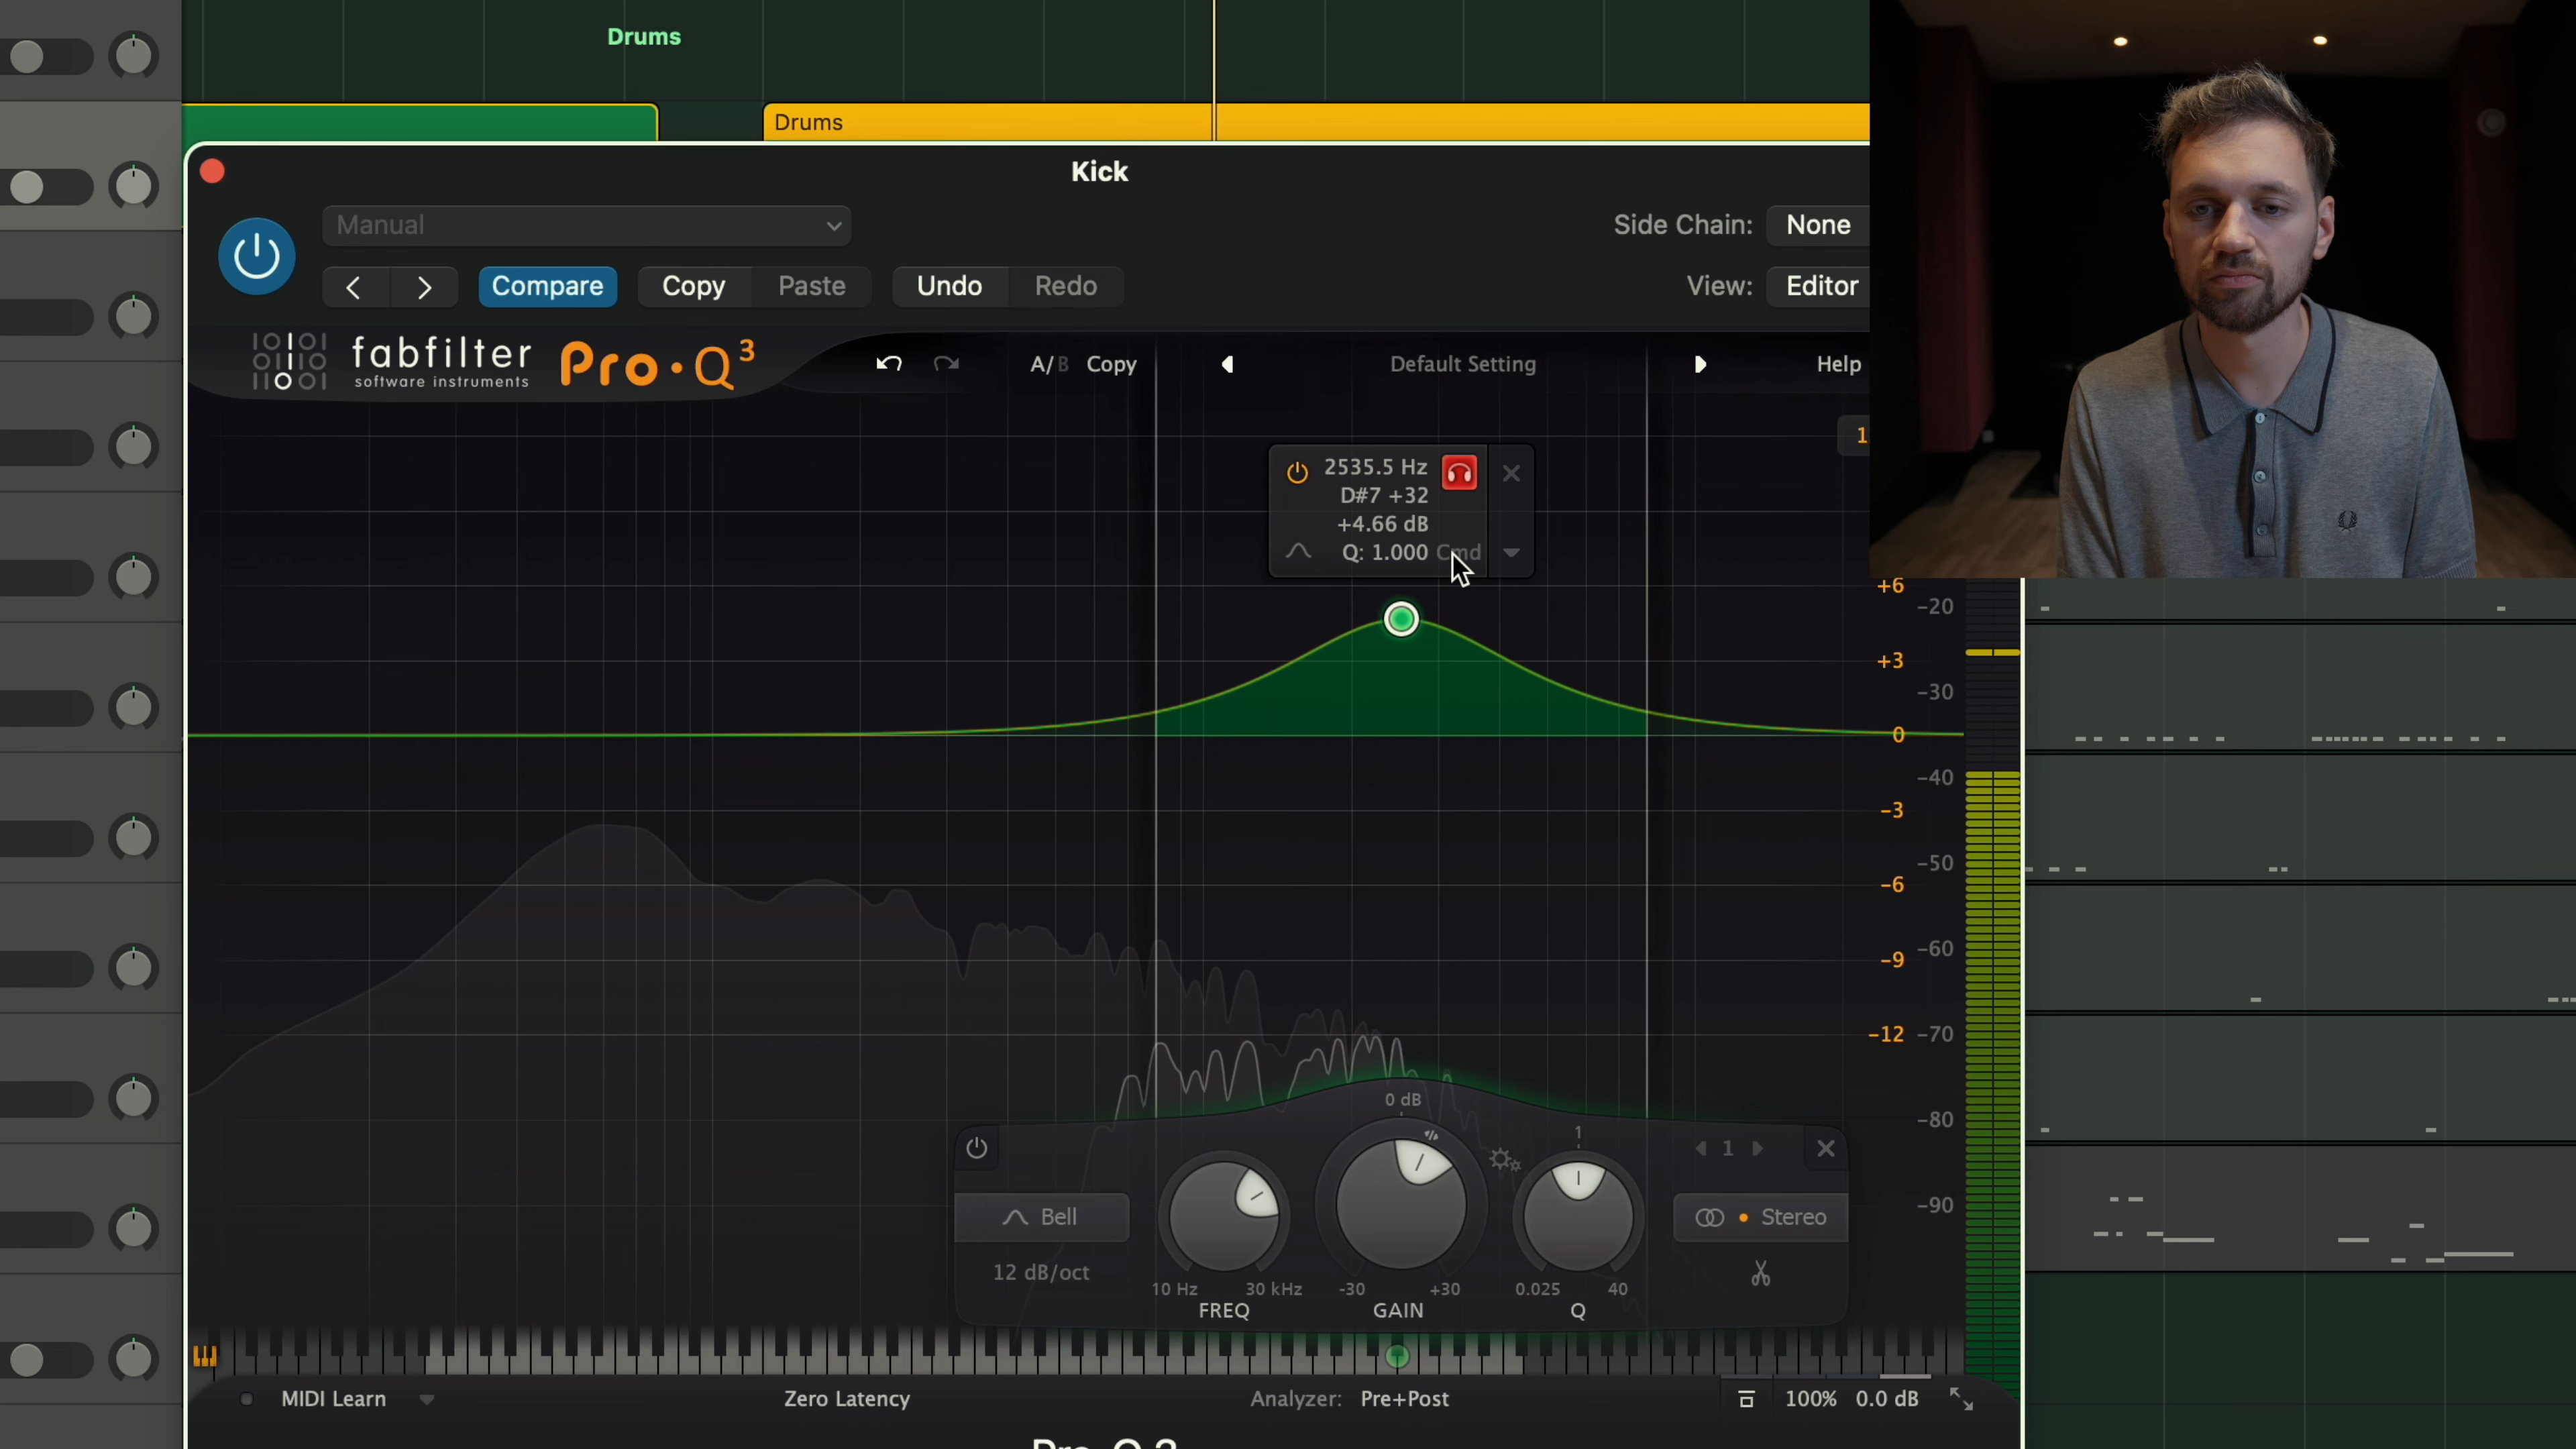 Drums
Drums
Kick
Manual
Side Chain: None
Compare Copy Paste Undo Redo
View: Editor
fabfilter
software instruments
Pro·Q3
A/B Copy
Default Setting
Help
1
2535.5 Hz
D#7 +32
+4.66 dB
Q: 1.000 Cmd
+6
-20
+3
-30
0
-40
-3
-50
-6
-60
-9
-12 -70
-80
-90
0 dB
1
1
Bell
Stereo
12 dB/oct
10 Hz 30 kHz
-30 +30
0.025 40
FREQ
GAIN
Q
MIDI Learn
Zero Latency
Analyzer: Pre+Post
100% 0.0 dB